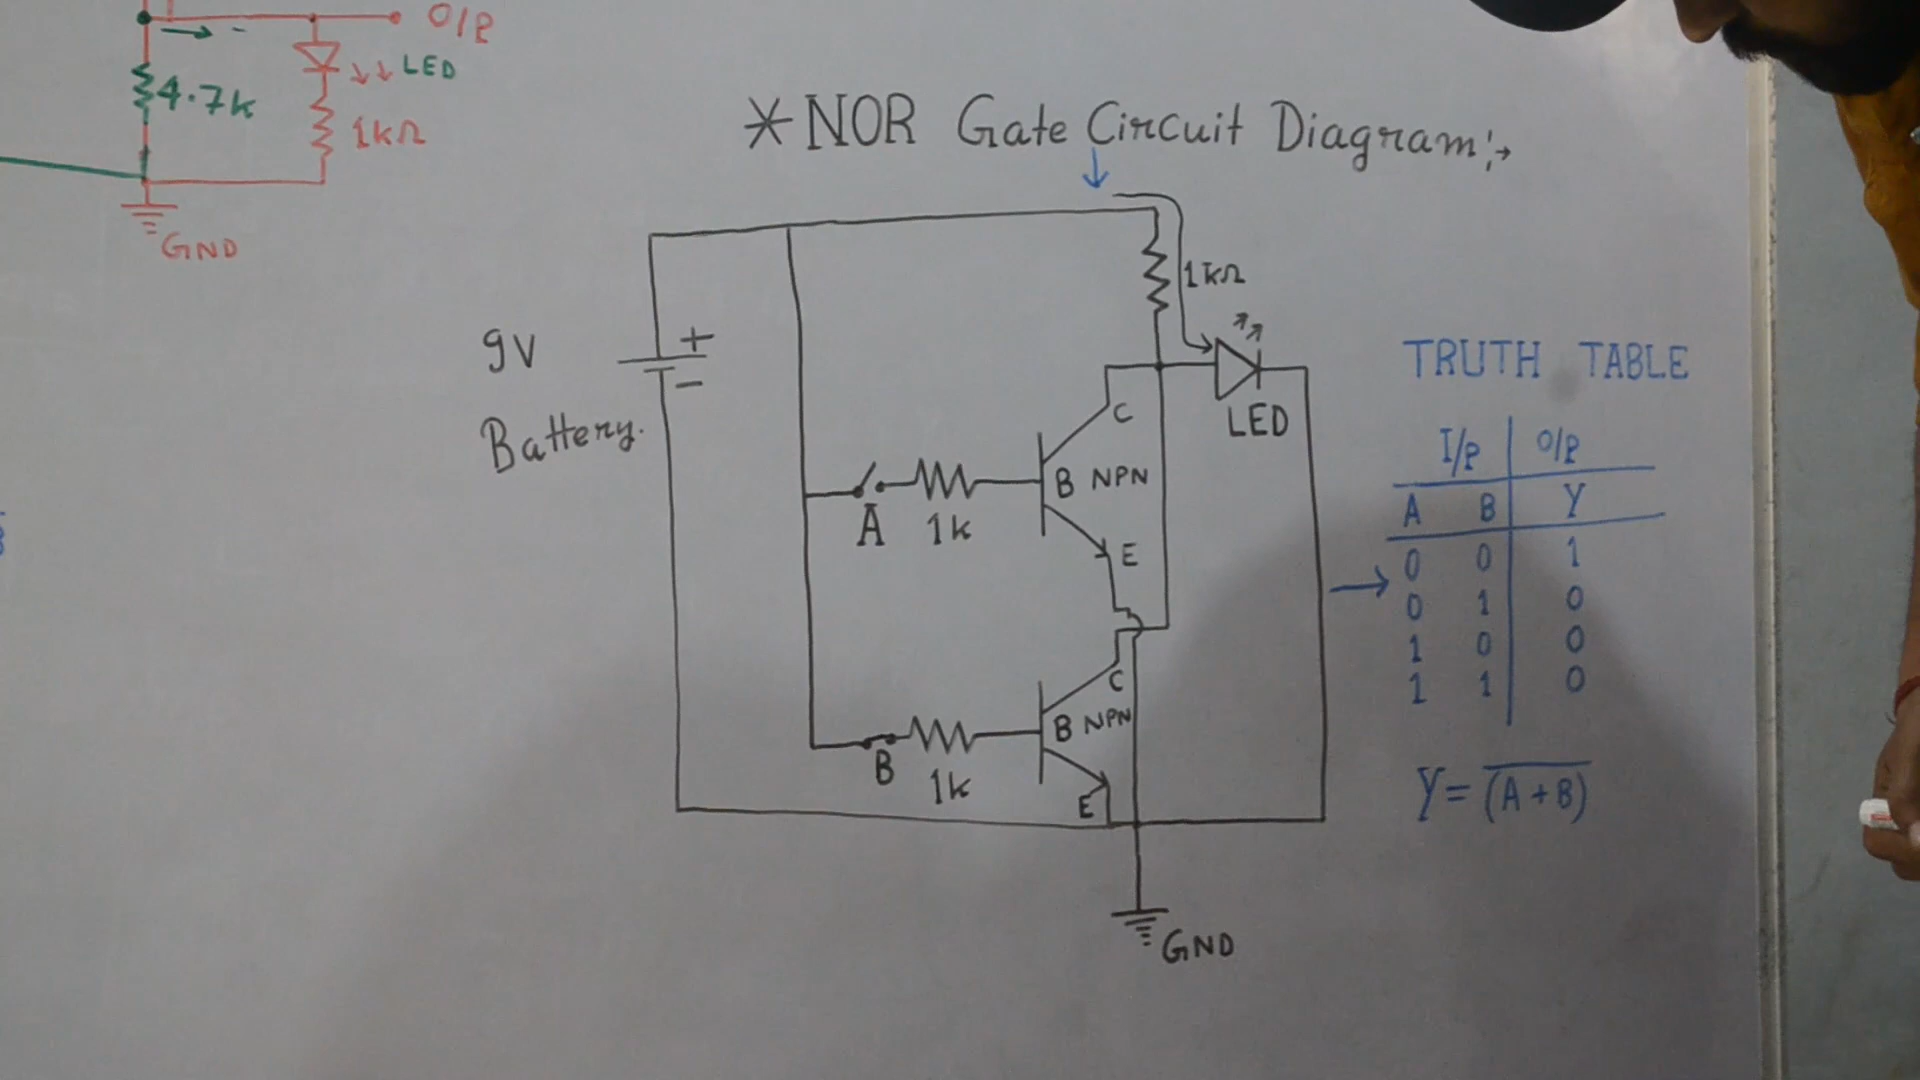 O/P
LED
4.7k
1kΩ
GND
*NOR Gate Circuit Diagram:→
1kΩ
9V
+
-
Battery.
LED
C
B NPN
E
A
1k
C
B NPN
E
B
1k
GND
TRUTH TABLE
I/P O/P
A B Y
0 0 1
0 1 0
1 0 0
1 1 0
Y = \overline{(A+B)}